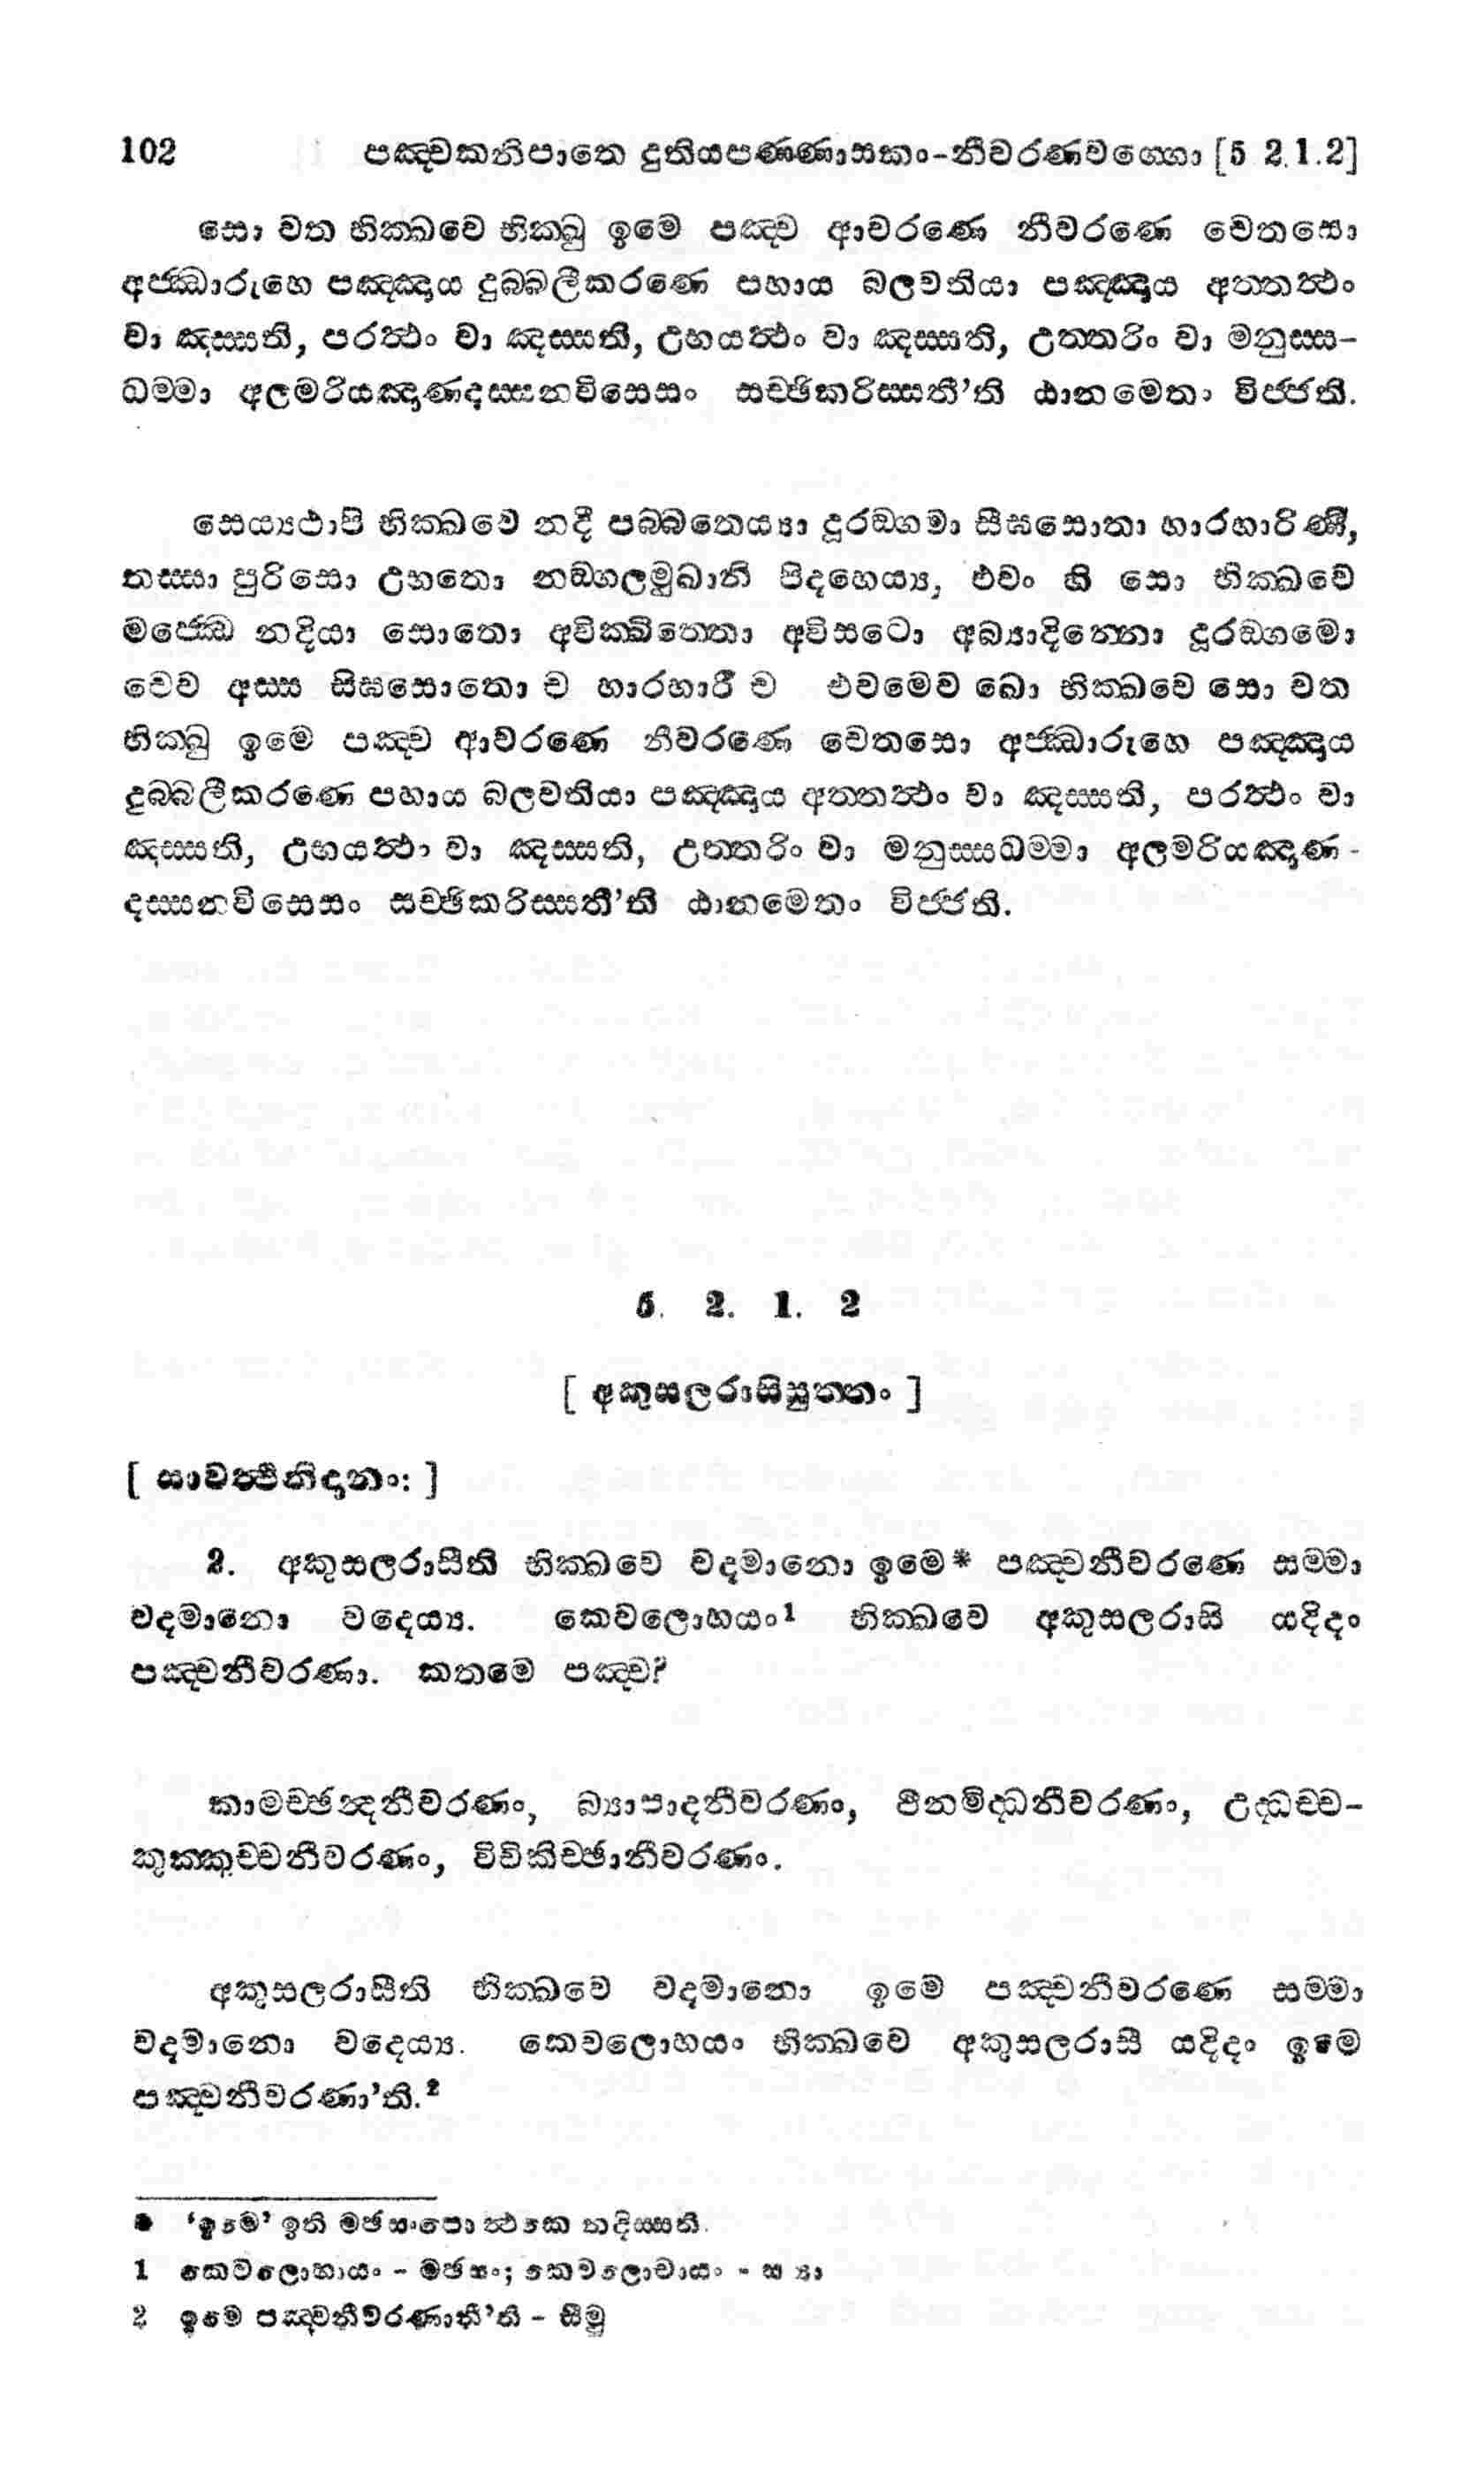 102 පඤ්චකනිපාතෙ දුතියපණ්ණාසකං-නීවරණවග්ගො [5 2.1.2]
සො වත භික්ඛවෙ භික්ඛු ඉමෙ පඤ්ච ආවරණෙ නීවරණෙ චෙතසො
අජ්ඣාරුහෙ පඤ්ඤාය දුබ්බලීකරණෙ පහාය බලවතියා පඤ්ඤාය අත්තත්ථං
වා ඤස්සති, පරත්ථං වා ඤස්සති, උභයත්ථං වා ඤස්සති, උත්තරිං වා මනුස්ස-
ධම්මා අලමරියඤාණදස්සනවිසෙසං සච්ඡිකරිස්සතී'ති ඨානමෙතං විජ්ජති.
සෙය්‍යථාපි භික්ඛවෙ නදී පබ්බතෙය්‍යා දූරඞ්ගමා සීඝසොතා හාරහාරිණී,
තස්සා පුරිසො උභතො නඞ්ගලමුඛානි පිදහෙය්‍ය, එවං හි සො භික්ඛවෙ
මජ්ඣෙ නදියා සොතො අවික්ඛිත්තො අවිසටො අබ්‍යාදින්නො දූරඞ්ගමො
චෙව අස්ස සීඝසොතො ච හාරහාරී ච එවමෙව ඛො භික්ඛවෙ සො වත
භික්ඛු ඉමෙ පඤ්ච ආවරණෙ නීවරණෙ චෙතසො අජ්ඣාරුහෙ පඤ්ඤාය
දුබ්බලීකරණෙ පහාය බලවතියා පඤ්ඤාය අත්තත්ථං වා ඤස්සති, පරත්ථං වා
ඤස්සති, උභයත්ථං වා ඤස්සති, උත්තරිං වා මනුස්සධම්මා අලමරියඤාණ-
දස්සනවිසෙසං සච්ඡිකරිස්සතී'ති ඨානමෙතං විජ්ජති.
5. 2. 1. 2
[ අකුසලරාසිසුත්තං ]
[ සාවත්ථිනිදානං: ]
2. අකුසලරාසීති භික්ඛවෙ වදමානො ඉමෙ* පඤ්චනීවරණෙ සම්මා
වදමානො වදෙය්‍ය. කෙවලොහයං1 භික්ඛවෙ අකුසලරාසි යදිදං
පඤ්චනීවරණා. කතමෙ පඤ්ච?
කාමච්ඡන්දනීවරණං, බ්‍යාපාදනීවරණං, ථීනමිද්ධනීවරණං, උද්ධච්ච-
කුක්කුච්චනීවරණං, විචිකිච්ඡානීවරණං.
අකුසලරාසීති භික්ඛවෙ වදමානො ඉමෙ පඤ්චනීවරණෙ සම්මා
වදමානො වදෙය්‍ය. කෙවලොහයං භික්ඛවෙ අකුසලරාසී යදිදං ඉමෙ
පඤ්චනීවරණා'ති.2
* 'ඉමෙ' ඉති මඡසංපොත්ථකෙ න දිස්සති.
1 කෙවලොහායං - මඡසං; කෙවලොචායං - ස්‍යා
2 ඉමෙ පඤ්චනීවරණානී'ති - සීමු